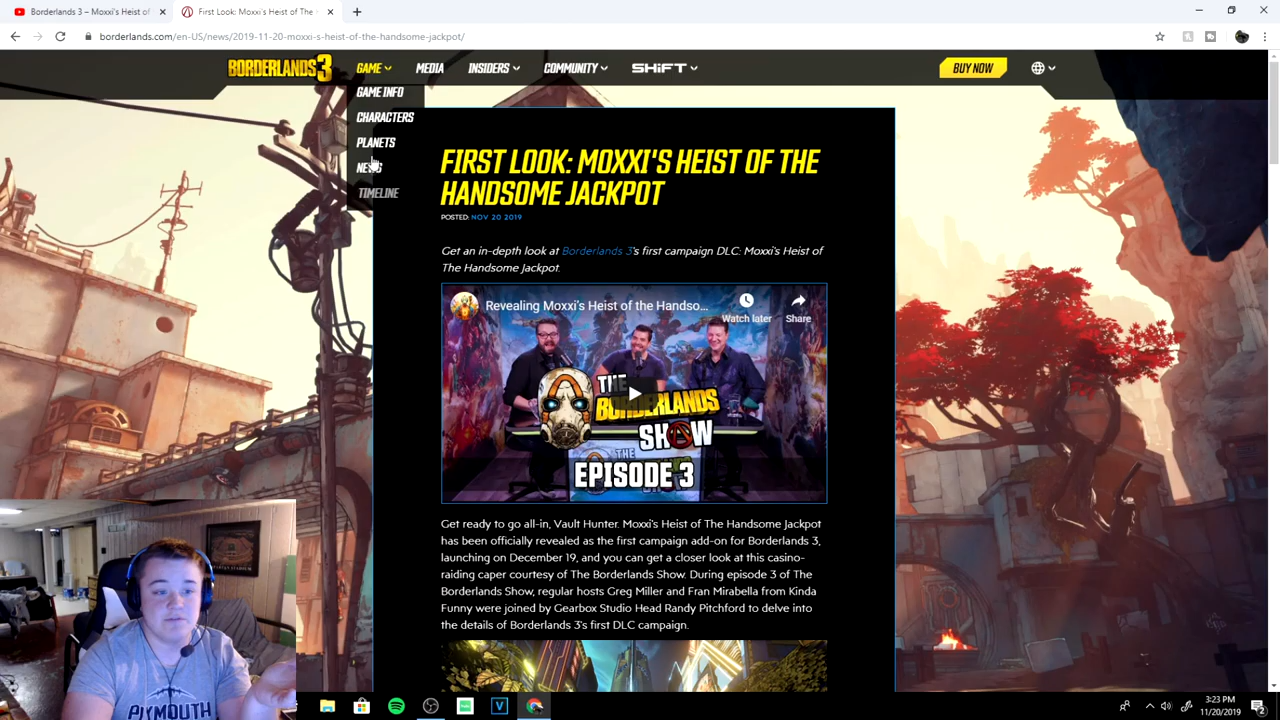 Borderlands 3 – Moxxi's Heist of
First Look: Moxxi's Heist of The
borderlands.com/en-US/news/2019-11-20-moxxi-s-heist-of-the-handsome-jackpot/
BORDERLANDS 3
GAME
MEDIA
INSIDERS
COMMUNITY
SHiFT
BUY NOW
GAME INFO
CHARACTERS
PLANETS
NEWS
TIMELINE
FIRST LOOK: MOXXI'S HEIST OF THE
HANDSOME JACKPOT
POSTED: NOV 20 2019
Get an in-depth look at Borderlands 3's first campaign DLC: Moxxi's Heist of
The Handsome Jackpot.
Revealing Moxxi's Heist of the Handso...
Watch later
Share
THE
BORDERLANDS
SHOW
EPISODE 3
Get ready to go all-in, Vault Hunter. Moxxi's Heist of The Handsome Jackpot
has been officially revealed as the first campaign add-on for Borderlands 3,
launching on December 19, and you can get a closer look at this casino-
raiding caper courtesy of The Borderlands Show. During episode 3 of The
Borderlands Show, regular hosts Greg Miller and Fran Mirabella from Kinda
Funny were joined by Gearbox Studio Head Randy Pitchford to delve into
the details of Borderlands 3's first DLC campaign.
PLYMOUTH
3:23 PM
11/20/2019
2